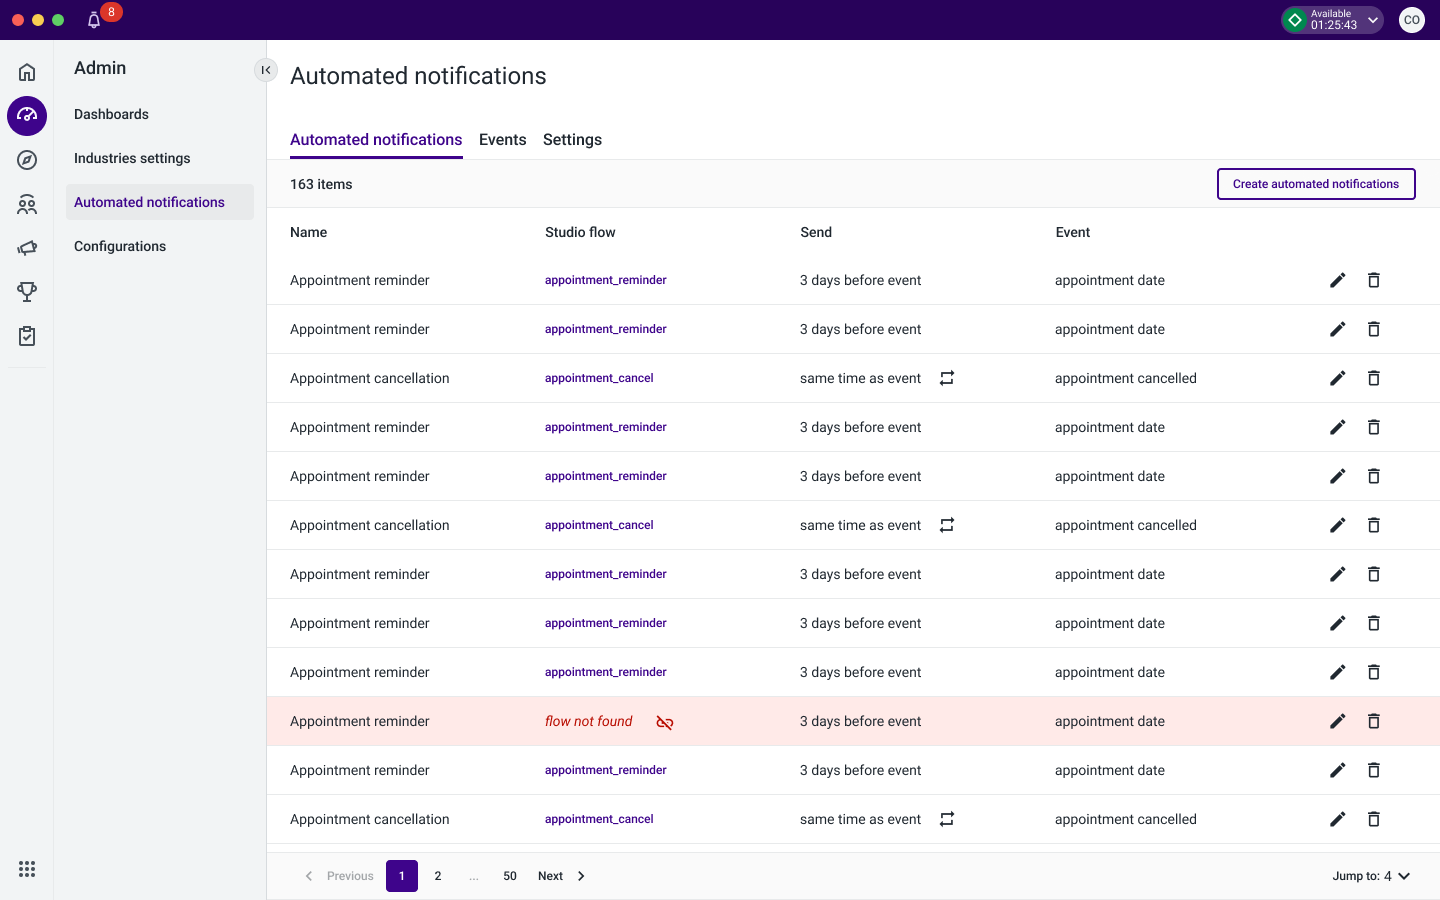 8
Available
01:25:43
CO
Admin
Dashboards
Industries settings
Automated notifications
Configurations
Automated notifications
Automated notifications Events Settings
163 items
Create automated notifications
Name Studio flow Send Event
Appointment reminder appointment_reminder 3 days before event appointment date
Appointment reminder appointment_reminder 3 days before event appointment date
Appointment cancellation appointment_cancel same time as event appointment cancelled
Appointment reminder appointment_reminder 3 days before event appointment date
Appointment reminder appointment_reminder 3 days before event appointment date
Appointment cancellation appointment_cancel same time as event appointment cancelled
Appointment reminder appointment_reminder 3 days before event appointment date
Appointment reminder appointment_reminder 3 days before event appointment date
Appointment reminder appointment_reminder 3 days before event appointment date
Appointment reminder flow not found 3 days before event appointment date
Appointment reminder appointment_reminder 3 days before event appointment date
Appointment cancellation appointment_cancel same time as event appointment cancelled
Previous 1 2 ... 50 Next Jump to: 4